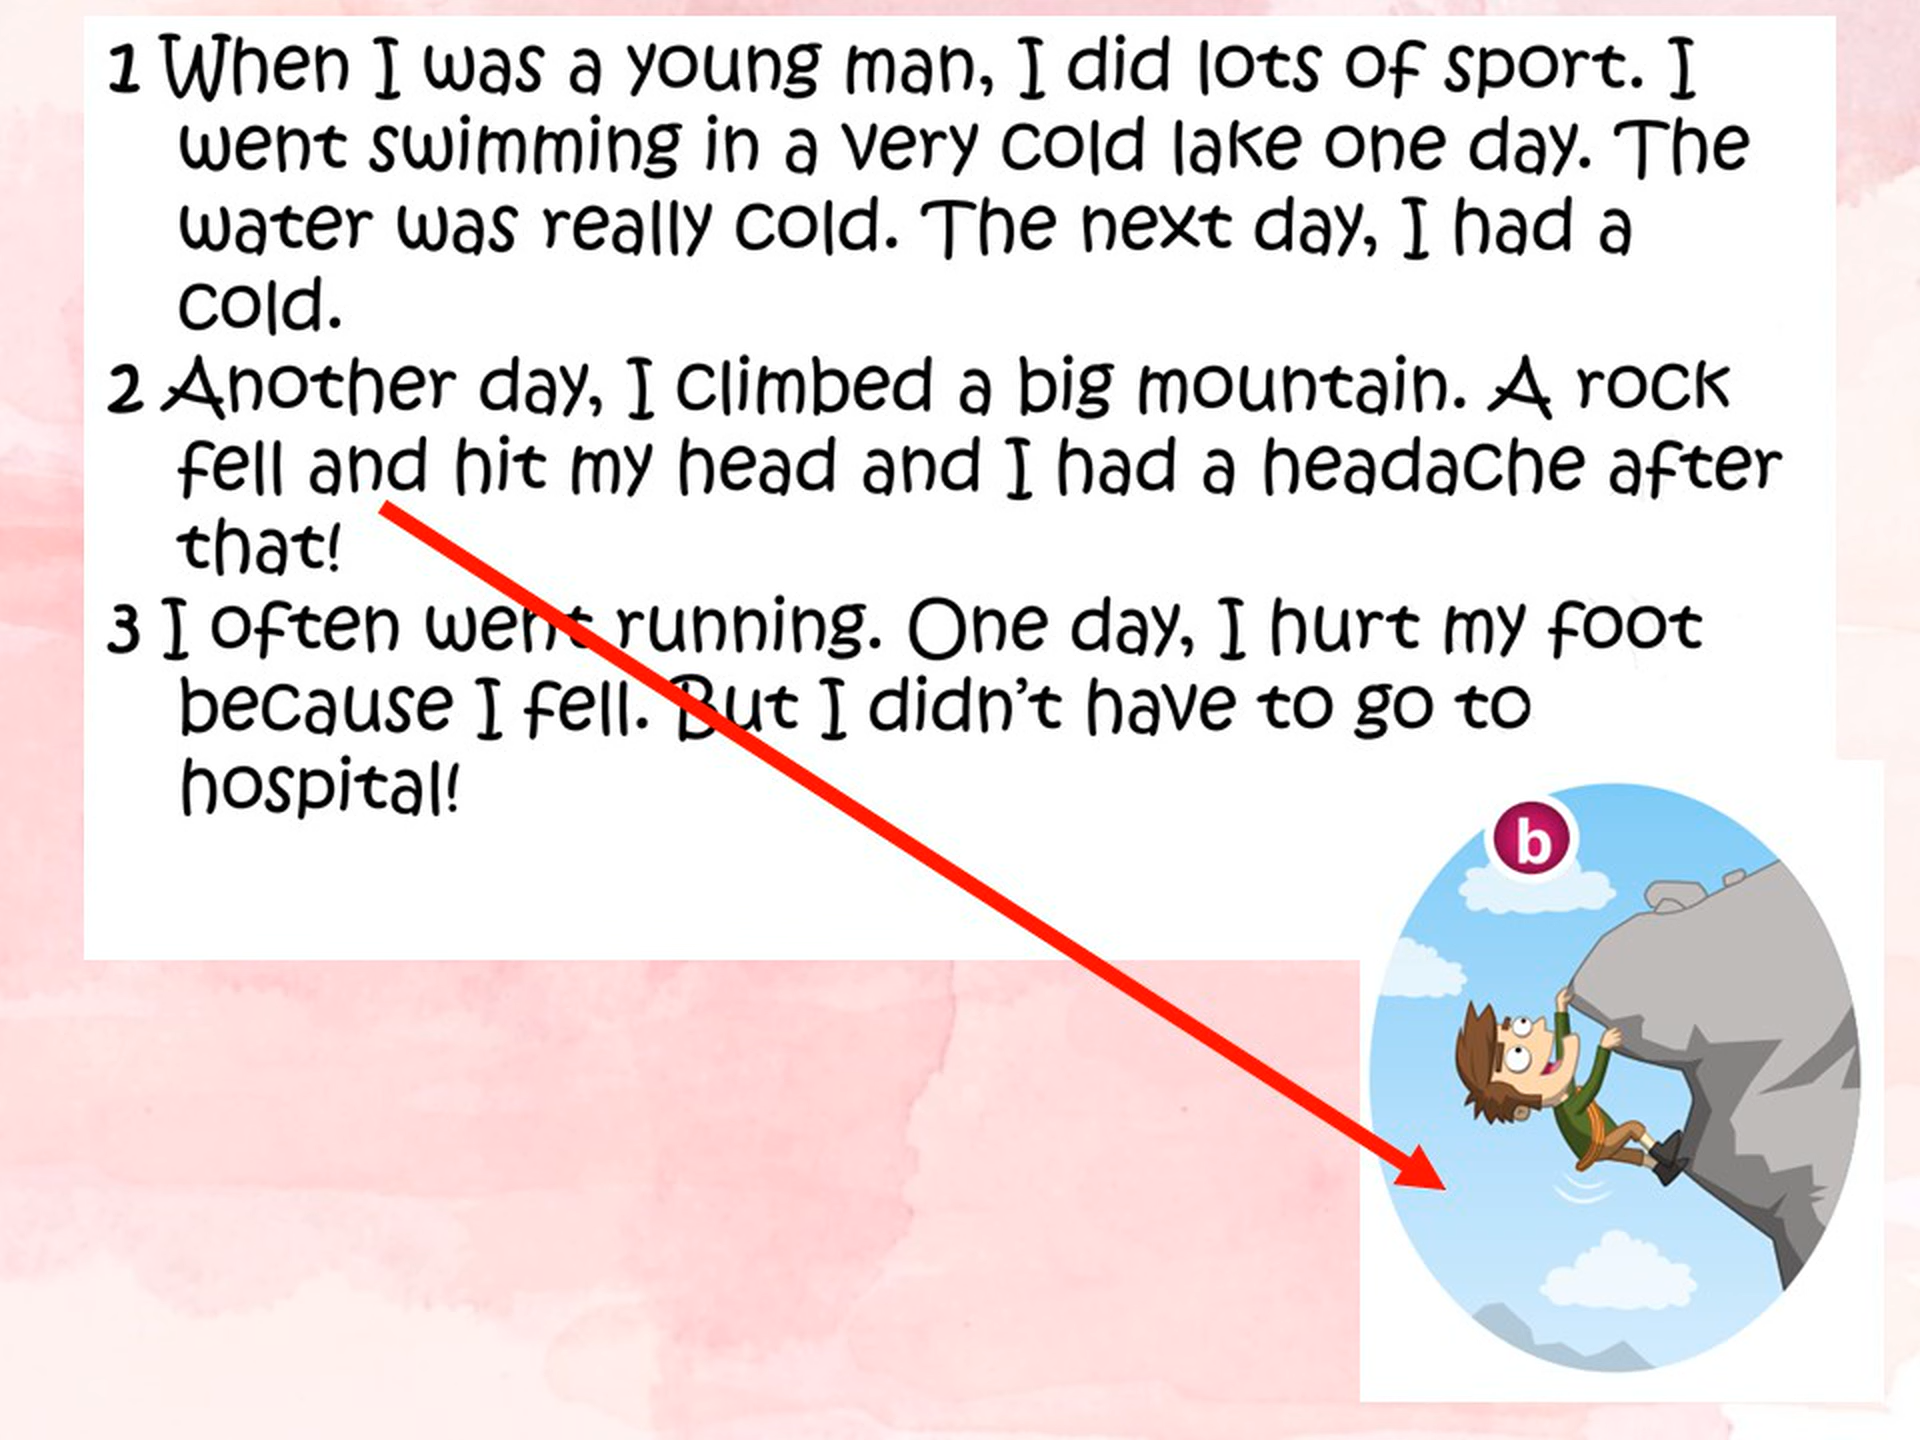 1 When I was a young man, I did lots of sport. I
went swimming in a very cold lake one day. The
water was really cold. The next day, I had a
cold.
2 Another day, I climbed a big mountain. A rock
fell and hit my head and I had a headache after
that!
3 I often went running. One day, I hurt my foot
because I fell. But I didn't have to go to
hospital!
b